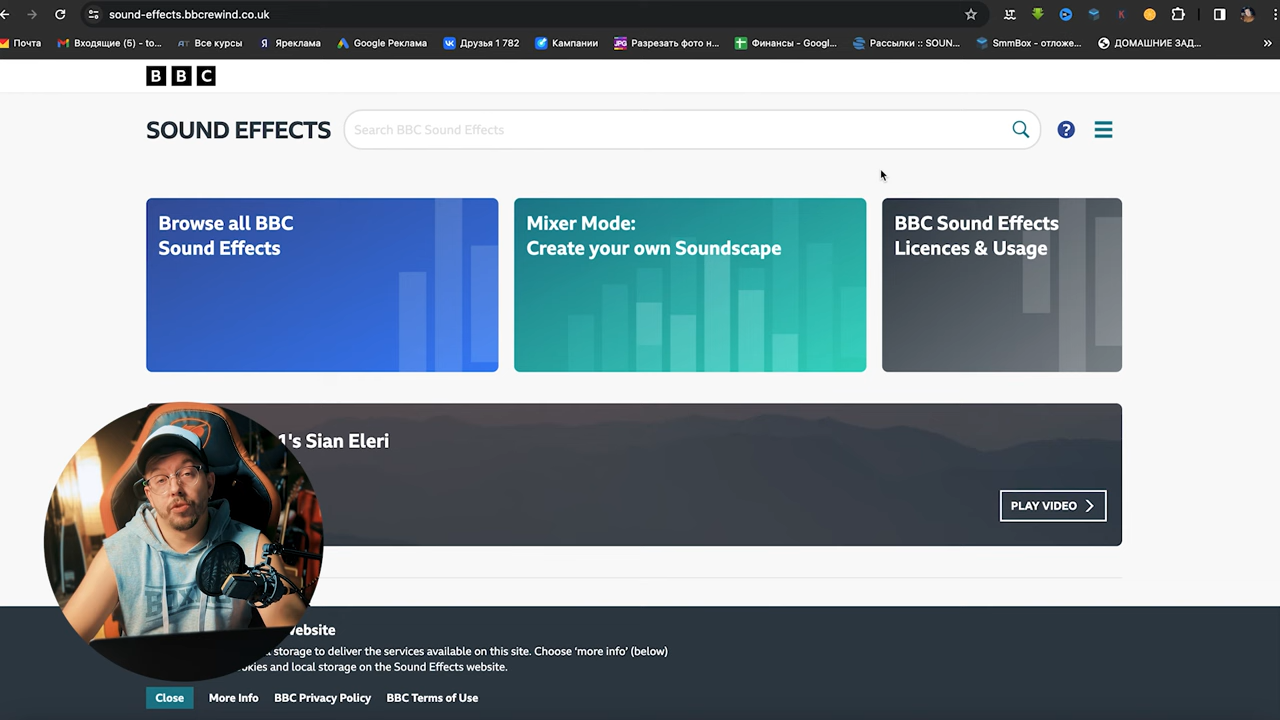 sound-effects.bbcrewind.co.uk
Почта
Входящие (5) - to...
Все курсы
Яреклама
Google Реклама
Друзья 1 782
Кампании
Разрезать фото н...
Финансы - Googl...
Рассылки :: SOUN...
SmmBox - отложе...
ДОМАШНИЕ ЗАД...
BBC
SOUND EFFECTS
Search BBC Sound Effects
Browse all BBC
Sound Effects
Mixer Mode:
Create your own Soundscape
BBC Sound Effects
Licences & Usage
1's Sian Eleri
PLAY VIDEO
website
a storage to deliver the services available on this site. Choose ‘more info’ (below)
okies and local storage on the Sound Effects website.
Close
More Info
BBC Privacy Policy
BBC Terms of Use